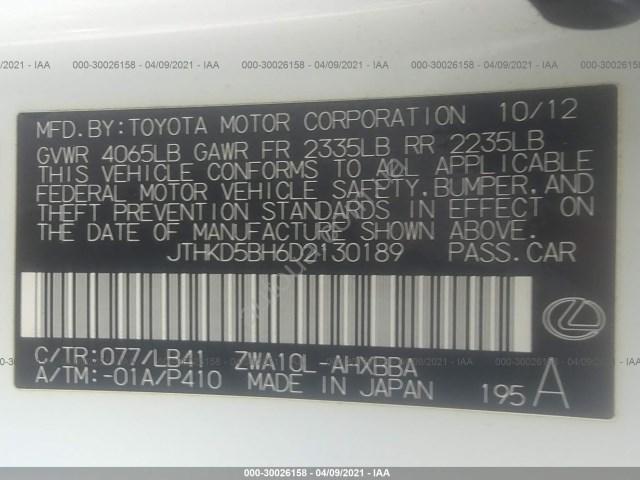 000-30026158 - 04/09/2021 - IAA
MFD.BY:TOYOTA MOTOR CORPORATION 10/12
GVWR 4065LB GAWR FR 2335LB RR 2235LB
THIS VEHICLE CONFORMS TO ALL APPLICABLE
FEDERAL MOTOR VEHICLE SAFETY,BUMPER,AND
THEFT PREVENTION STANDARDS IN EFFECT ON
THE DATE OF MANUFACTURE SHOWN ABOVE.
JTHKD5BH6D2130189 PASS.CAR
C/TR:077/LB41 ZWA10L-AHXBBA
A/TM:-01A/P410 MADE IN JAPAN 195 A
000-30026158 - 04/09/2021 - IAA